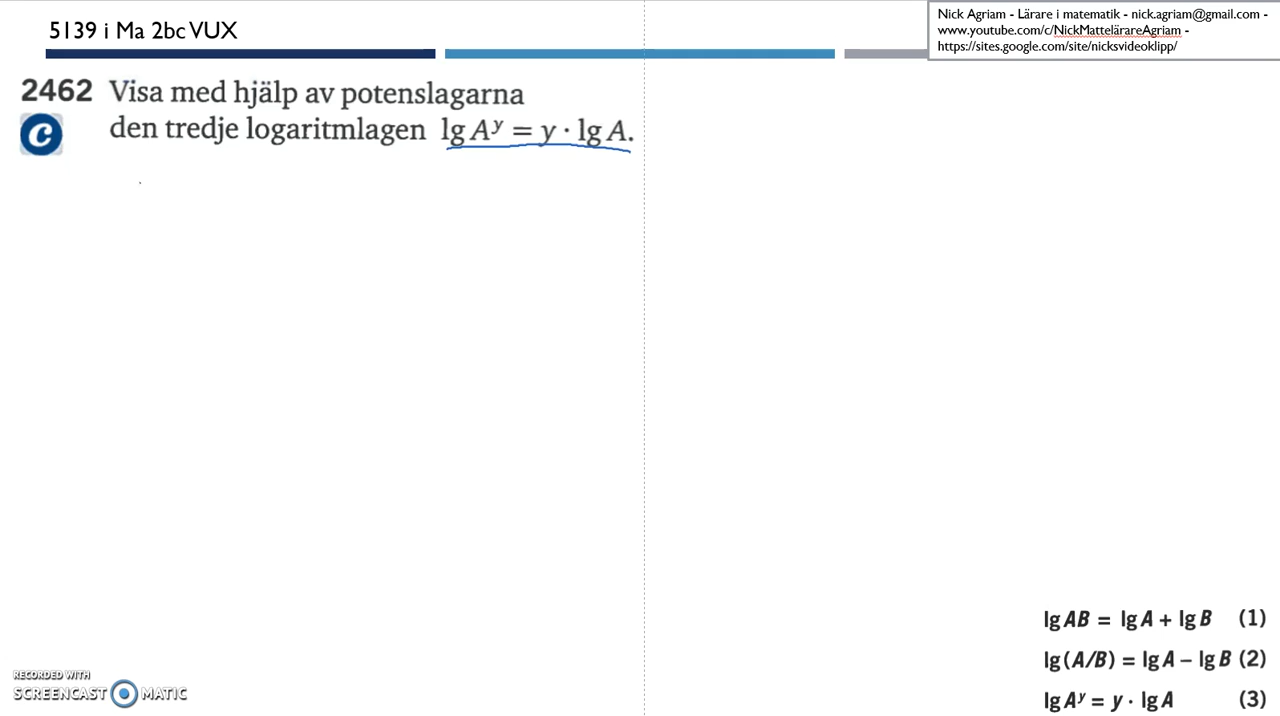 5139 i Ma 2bc VUX
Nick Agriam - Lärare i matematik - nick.agriam@gmail.com -
www.youtube.com/c/NickMattelärareAgriam -
https://sites.google.com/site/nicksvideoklipp/
2462 Visa med hjälp av potenslagarna
C den tredje logaritmlagen lg Aʸ = y · lg A.
lg AB = lg A + lg B (1)
lg (A/B) = lg A – lg B (2)
lg Aʸ = y · lg A (3)
RECORDED WITH
SCREENCAST MATIC